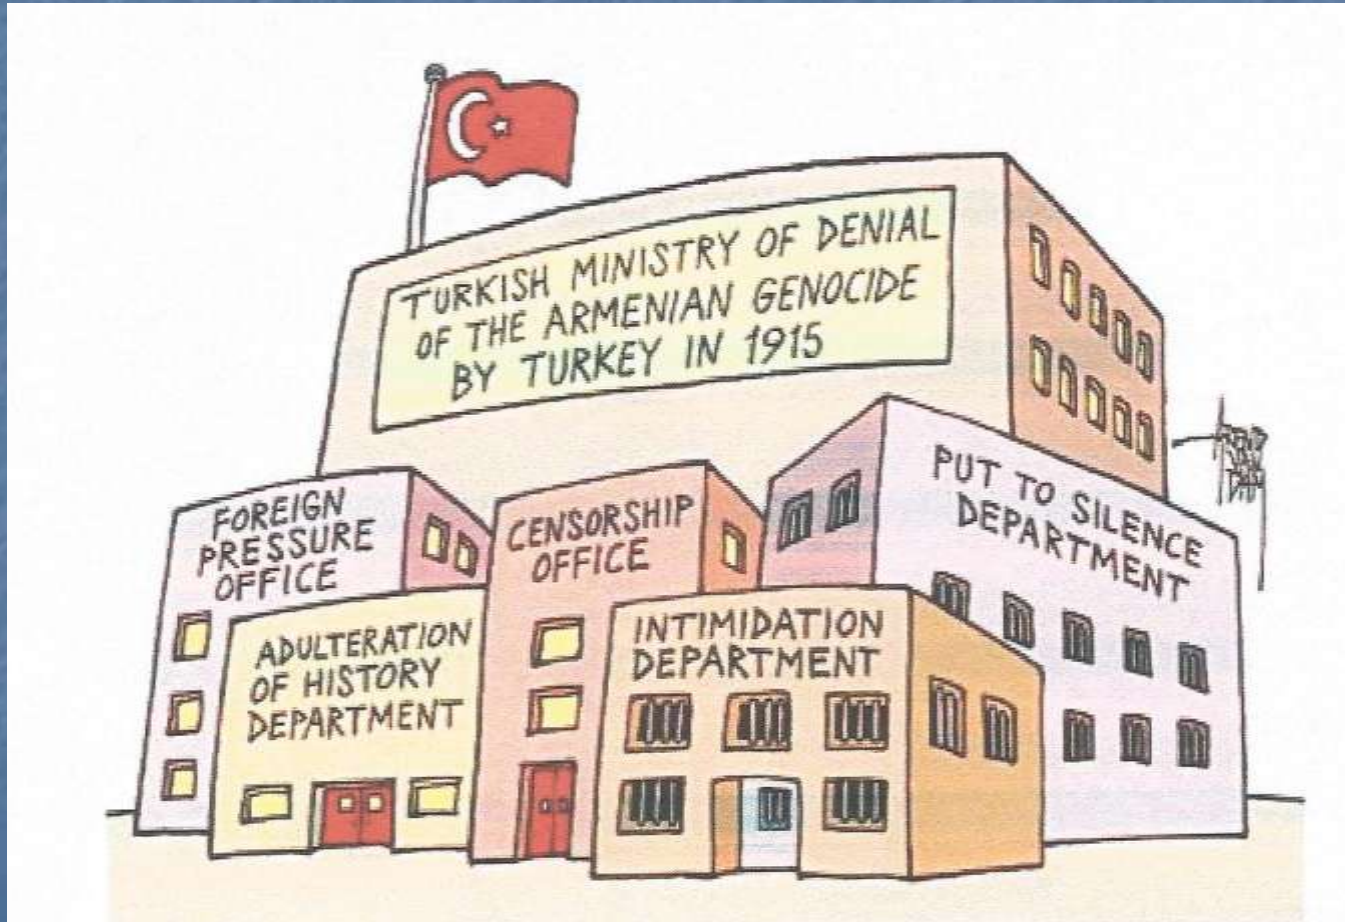 TURKISH MINISTRY OF DENIAL
OF THE ARMENIAN GENOCIDE
BY TURKEY IN 1915
FOREIGN
PRESSURE
OFFICE
CENSORSHIP
OFFICE
PUT TO SILENCE
DEPARTMENT
ADULTERATION
OF HISTORY
DEPARTMENT
INTIMIDATION
DEPARTMENT